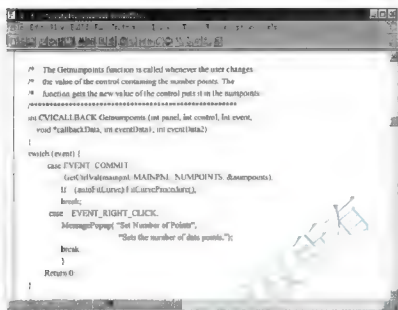 /* The Getnumpoints function is called whenever the user changes
/* the value of the control containing the number points. The
/* function gets the new value of the control puts it in the numpoints
int CVICALLBACK Getnumpoints (int panel, int control, int event,
void *callbackData, int eventData1, int eventData2)
{
switch (event) {
case EVENT_COMMIT
GetCtrlVal(mainpnl, MAINPNL_NUMPOINTS, &numpoints).
If (autoFitCurve) FitCurveProcedure();
break;
case EVENT_RIGHT_CLICK.
MessagePopup( "Set Number of Points",
"Sets the number of data points.");
break
}
Return 0
}